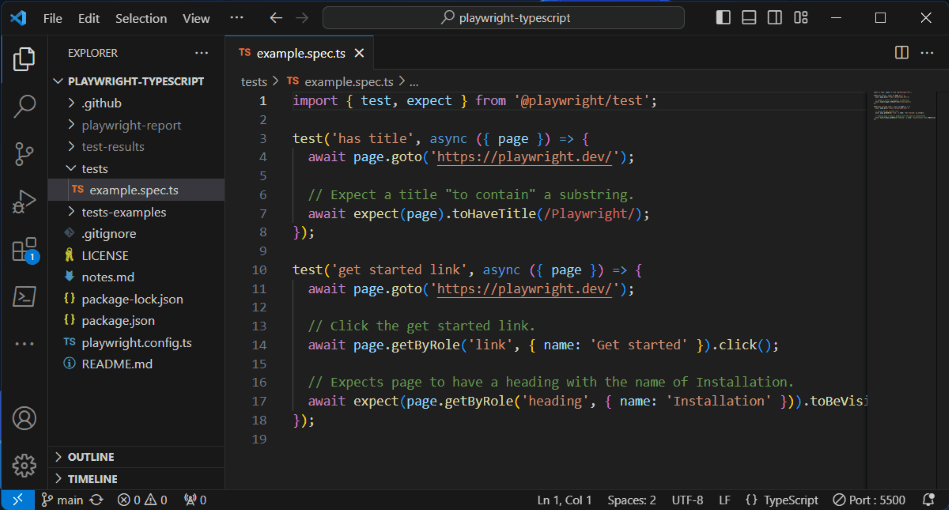 File Edit Selection View ··· playwright-typescript
EXPLORER ···
PLAYWRIGHT-TYPESCRIPT
.github
playwright-report
test-results
tests
TS example.spec.ts
tests-examples
.gitignore
LICENSE
notes.md
{} package-lock.json
{} package.json
TS playwright.config.ts
README.md
OUTLINE
TIMELINE
1
TS example.spec.ts
tests > TS example.spec.ts > ...
1 import { test, expect } from '@playwright/test';
2
3 test('has title', async ({ page }) => {
4 await page.goto('https://playwright.dev/');
5
6 // Expect a title "to contain" a substring.
7 await expect(page).toHaveTitle(/Playwright/);
8 });
9
10 test('get started link', async ({ page }) => {
11 await page.goto('https://playwright.dev/');
12
13 // Click the get started link.
14 await page.getByRole('link', { name: 'Get started' }).click();
15
16 // Expects page to have a heading with the name of Installation.
17 await expect(page.getByRole('heading', { name: 'Installation' })).toBeVisi
18 });
19
main 0 0 0 Ln 1, Col 1 Spaces: 2 UTF-8 LF {} TypeScript Port : 5500